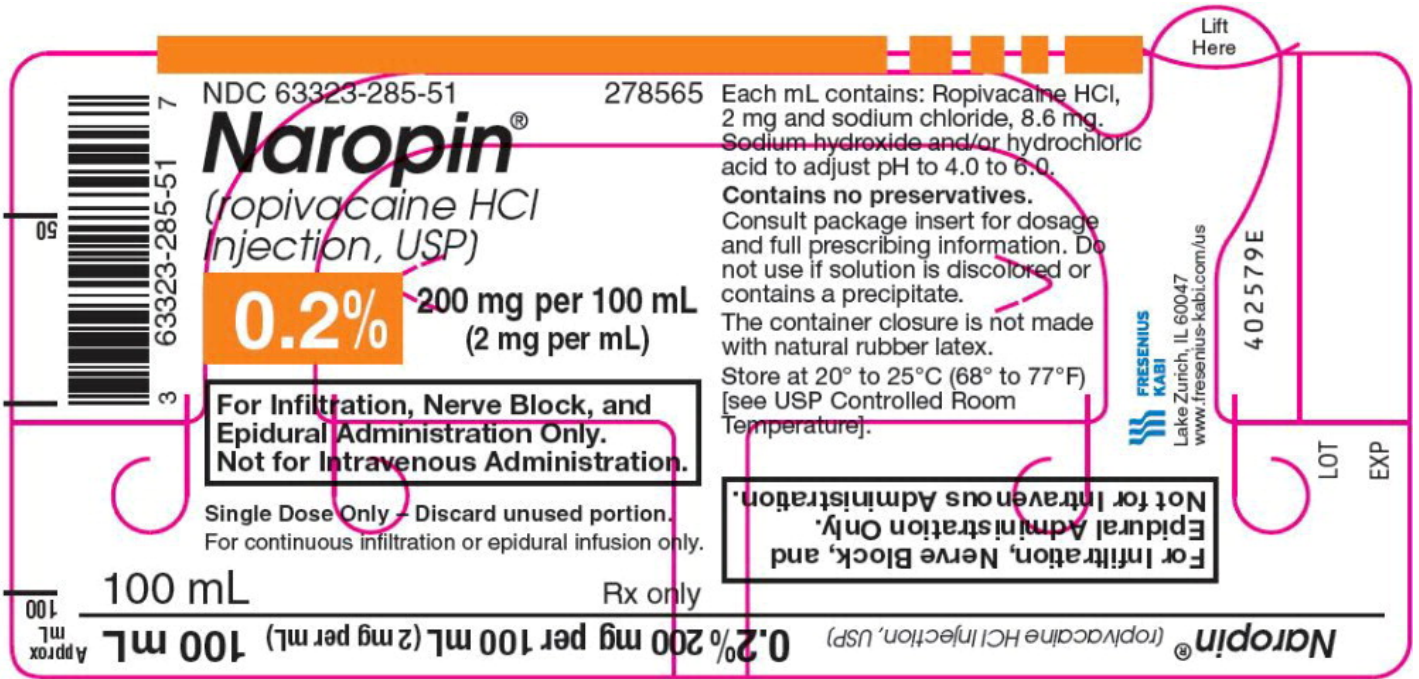 Lift
Here
NDC 63323-285-51 278565
Naropin®
(ropivacaine HCl
Injection, USP)
0.2%
200 mg per 100 mL
(2 mg per mL)
For Infiltration, Nerve Block, and
Epidural Administration Only.
Not for Intravenous Administration.
Single Dose Only – Discard unused portion.
For continuous infiltration or epidural infusion only.
100 mL Rx only
Each mL contains: Ropivacaine HCl,
2 mg and sodium chloride, 8.6 mg.
Sodium hydroxide and/or hydrochloric
acid to adjust pH to 4.0 to 6.0.
Contains no preservatives.
Consult package insert for dosage
and full prescribing information. Do
not use if solution is discolored or
contains a precipitate.
The container closure is not made
with natural rubber latex.
Store at 20° to 25°C (68° to 77°F)
[see USP Controlled Room
Temperature].
For Infiltration, Nerve Block, and
Epidural Administration Only.
Not for Intravenous Administration.
FRESENIUS
KABI
Lake Zurich, IL 60047
www.fresenius-kabi.com/us
402579E
LOT
EXP
3 63323-285-51 7
50
100
Approx
mL
Naropin® (ropivacaine HCl Injection, USP) 0.2% 200 mg per 100 mL (2 mg per mL) 100 mL